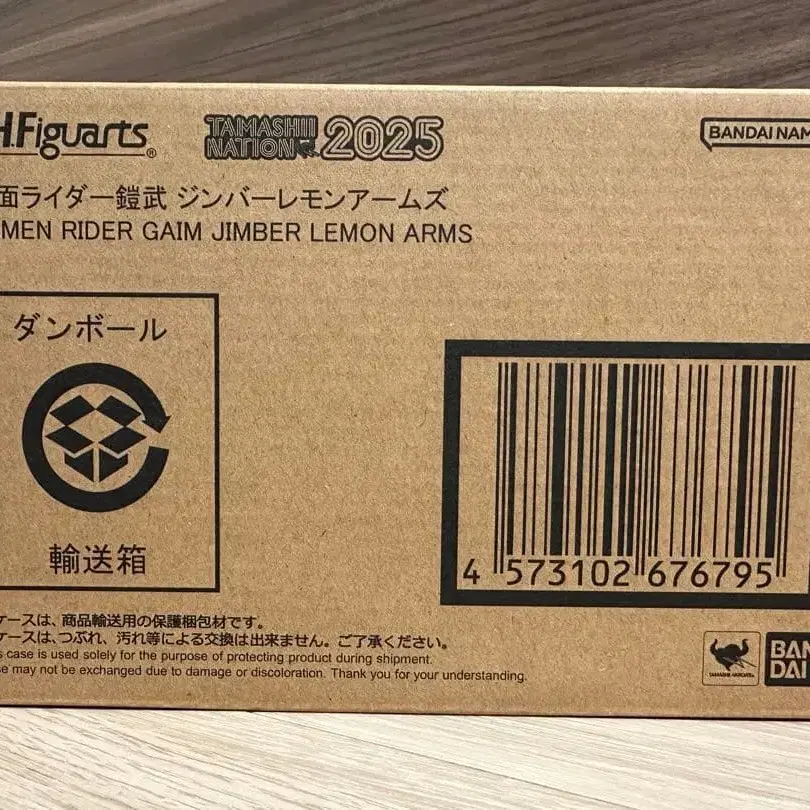 H.Figuarts®
TAMASHII NATION 2025
BANDAI NAM
面ライダー鎧武 ジンバーレモンアームズ
MEN RIDER GAIM JIMBER LEMON ARMS
ダンボール
輸送箱
4 573102 676795
ケースは、商品輸送用の保護梱包材です。
ケースは、つぶれ、汚れ等による交換は出来ません。ご了承ください。
s case is used solely for the purpose of protecting product during shipment.
se may not be exchanged due to damage or discoloration. Thank you for your understanding.
BAN
DAI